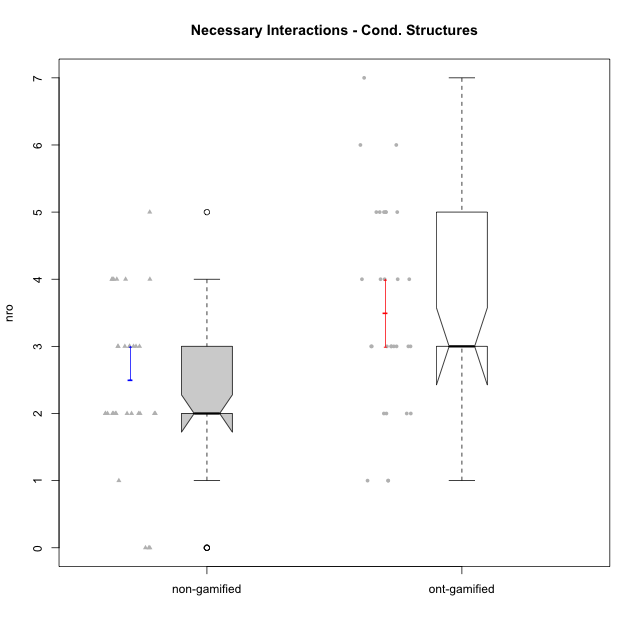 Necessary Interactions - Cond. Structures
nro
7
6
5
4
3
2
1
0
non-gamified
ont-gamified